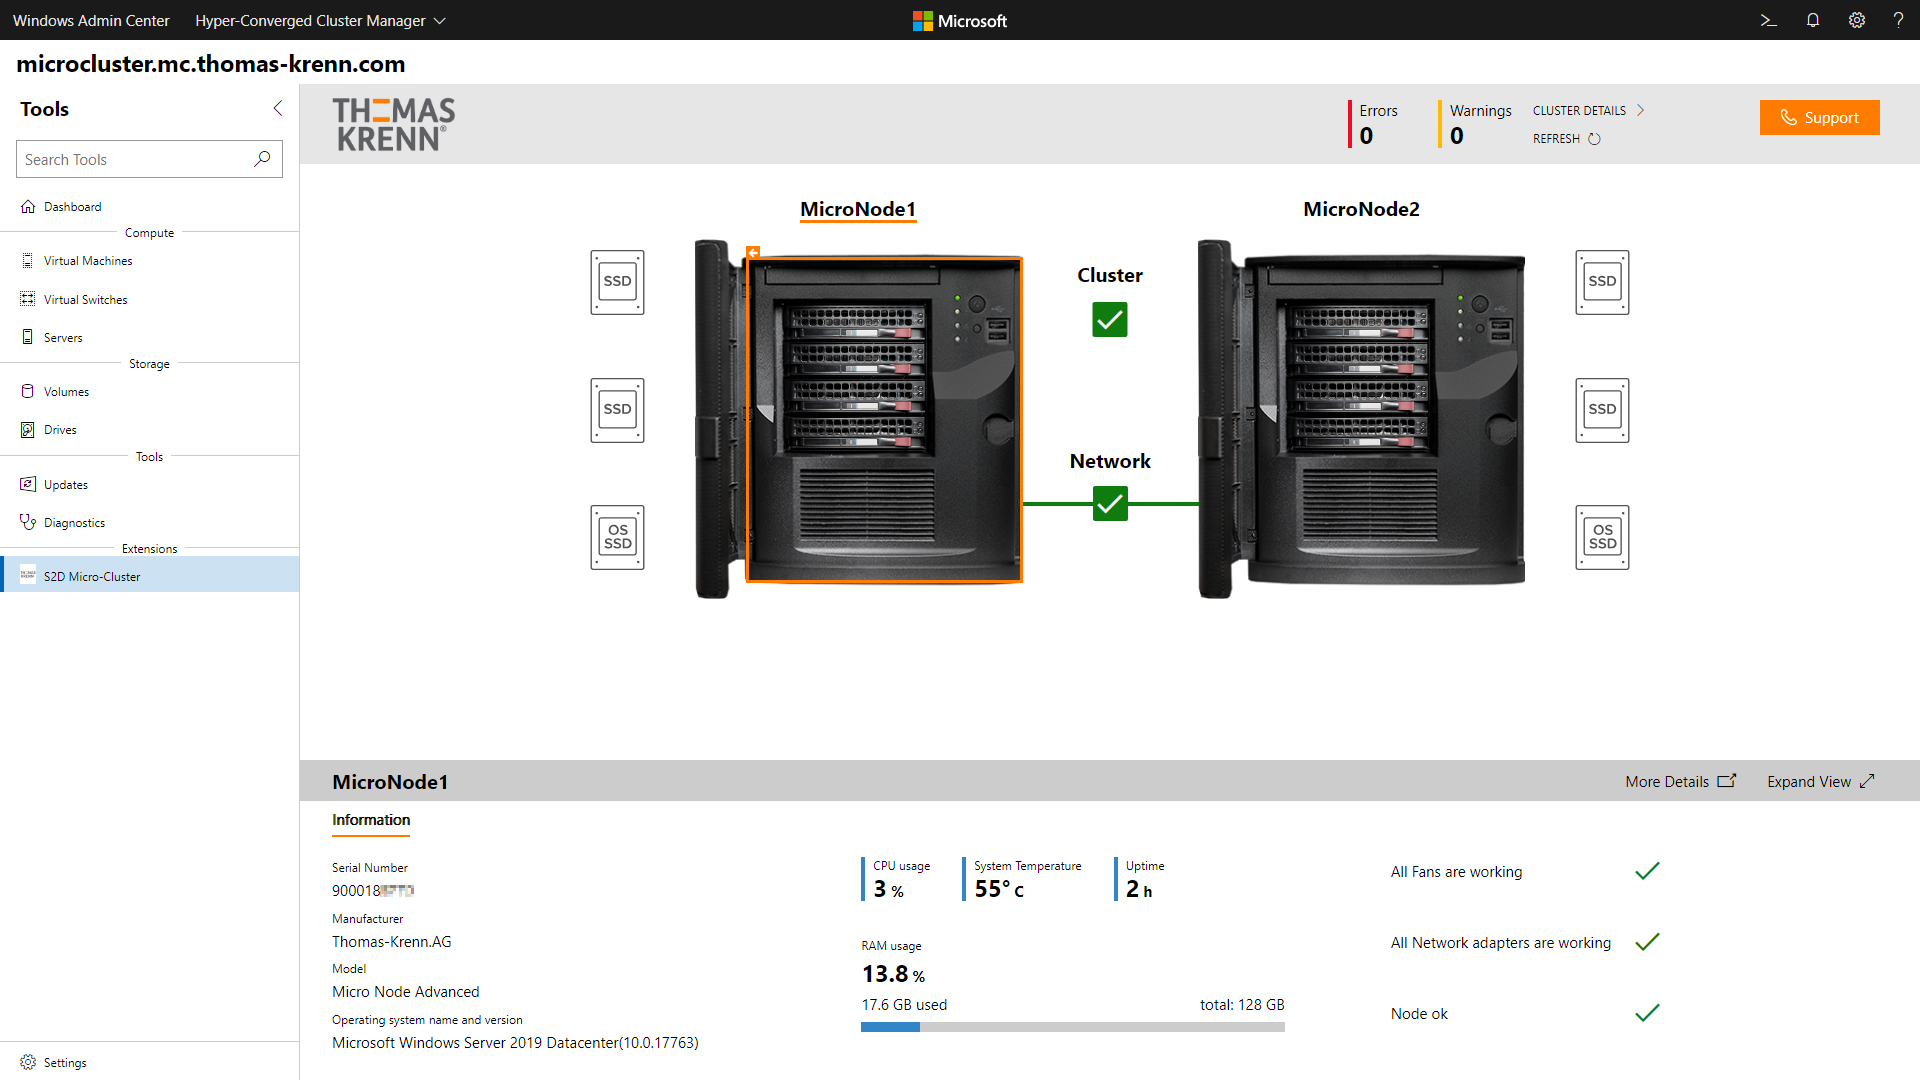 Windows Admin Center
Hyper-Converged Cluster Manager
Microsoft
?
microcluster.mc.thomas-krenn.com
Tools
Search Tools
Dashboard
Compute
Virtual Machines
Virtual Switches
Servers
Storage
Volumes
Drives
Tools
Updates
Diagnostics
Extensions
S2D Micro-Cluster
Settings
THOMAS
KRENN®
Errors
0
Warnings
0
CLUSTER DETAILS
REFRESH
Support
MicroNode1
MicroNode2
SSD
SSD
OS
SSD
Cluster
Network
SSD
SSD
OS
SSD
MicroNode1
More Details
Expand View
Information
Serial Number
900018
Manufacturer
Thomas-Krenn.AG
Model
Micro Node Advanced
Operating system name and version
Microsoft Windows Server 2019 Datacenter(10.0.17763)
CPU usage
3 %
System Temperature
55° C
Uptime
2 h
RAM usage
13.8 %
17.6 GB used
total: 128 GB
All Fans are working
All Network adapters are working
Node ok